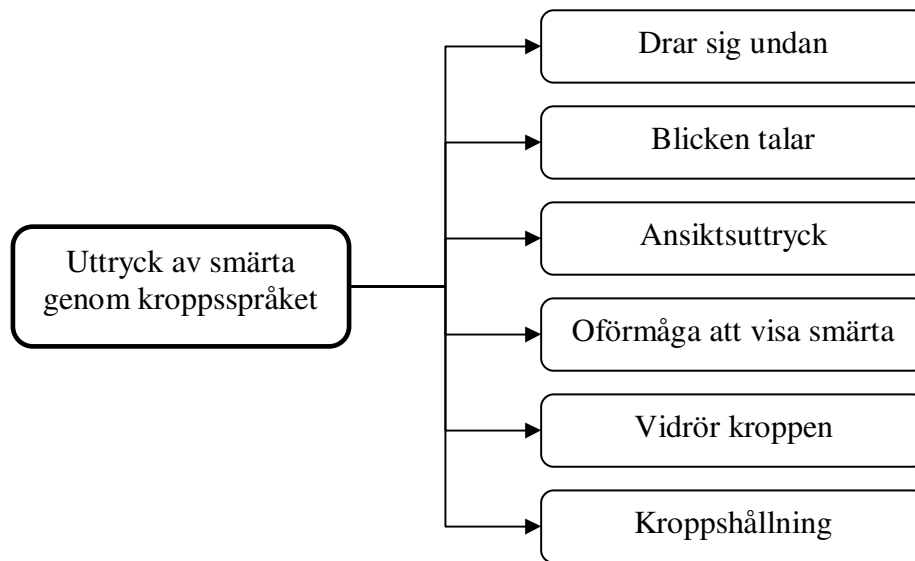 Drar sig undan
Blicken talar
Ansiktsuttryck
Uttryck av smärta
genom kroppsspråket
Oförmåga att visa smärta
Vidrör kroppen
Kroppshållning